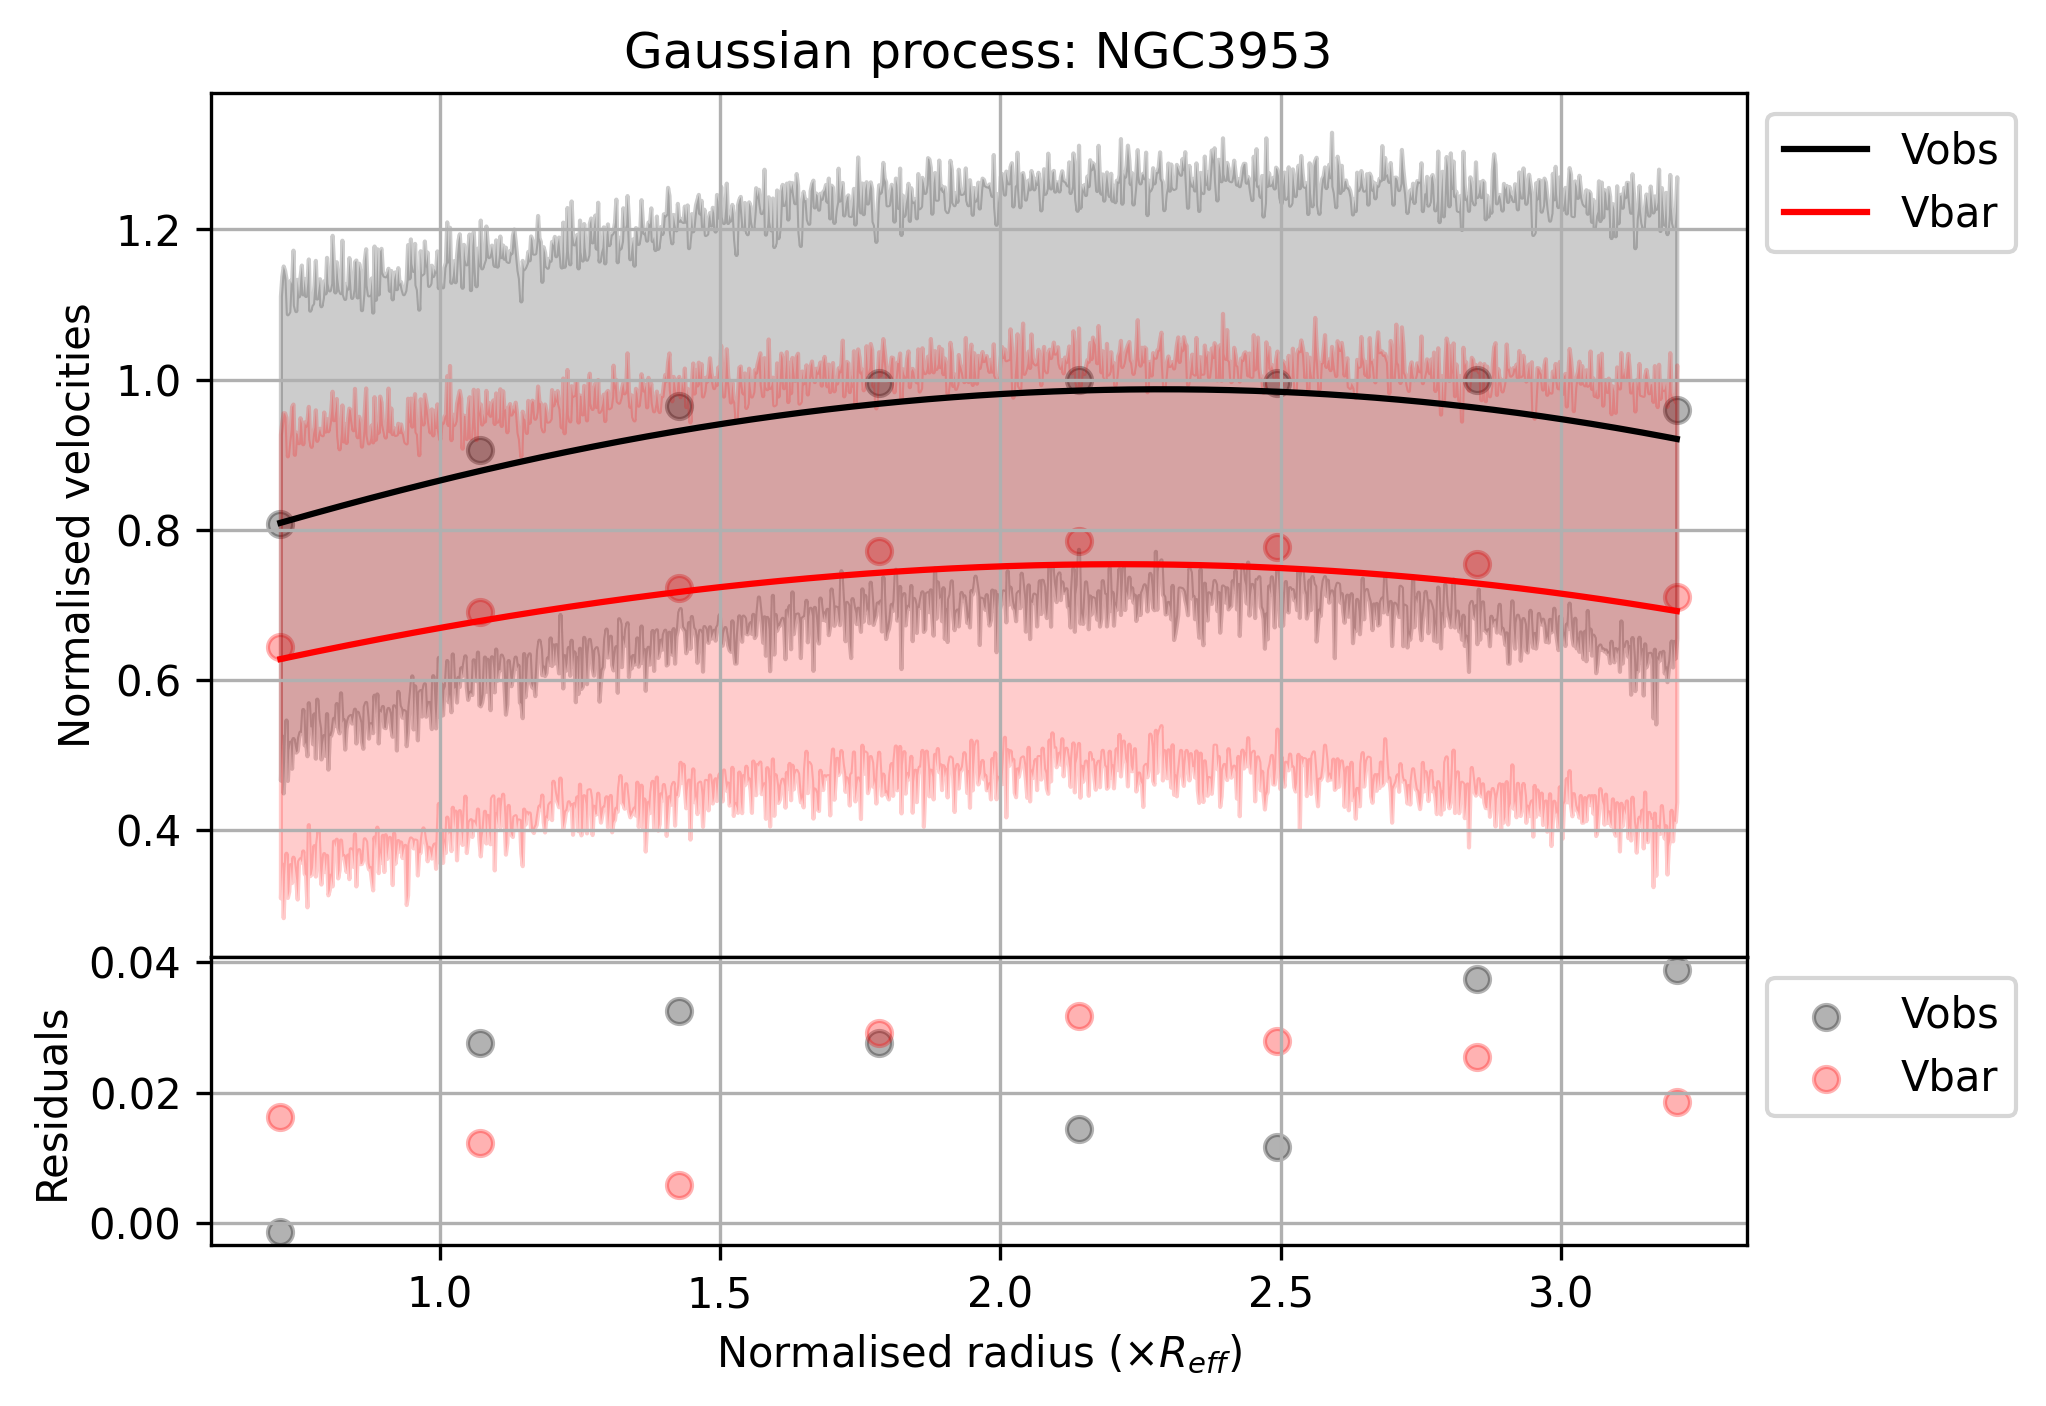 Gaussian process: NGC3953
Normalised velocities
1.2
1.0
0.8
0.6
0.4
Vobs
Vbar
Residuals
0.04
0.02
0.00
Vobs
Vbar
1.0 1.5 2.0 2.5 3.0
Normalised radius (×R_eff)